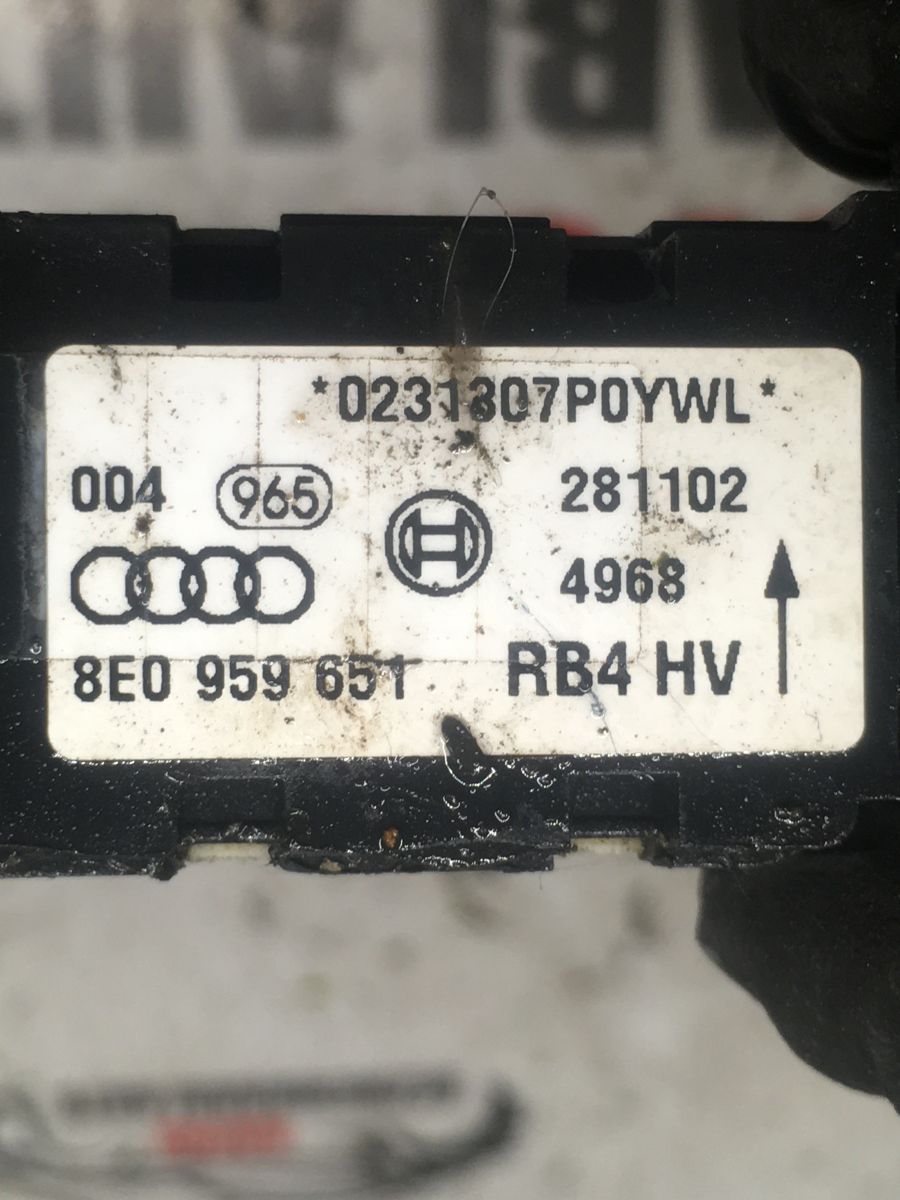 *0231307P0YWL*
004 965 281102
4968
8E0 959 651 RB4 HV